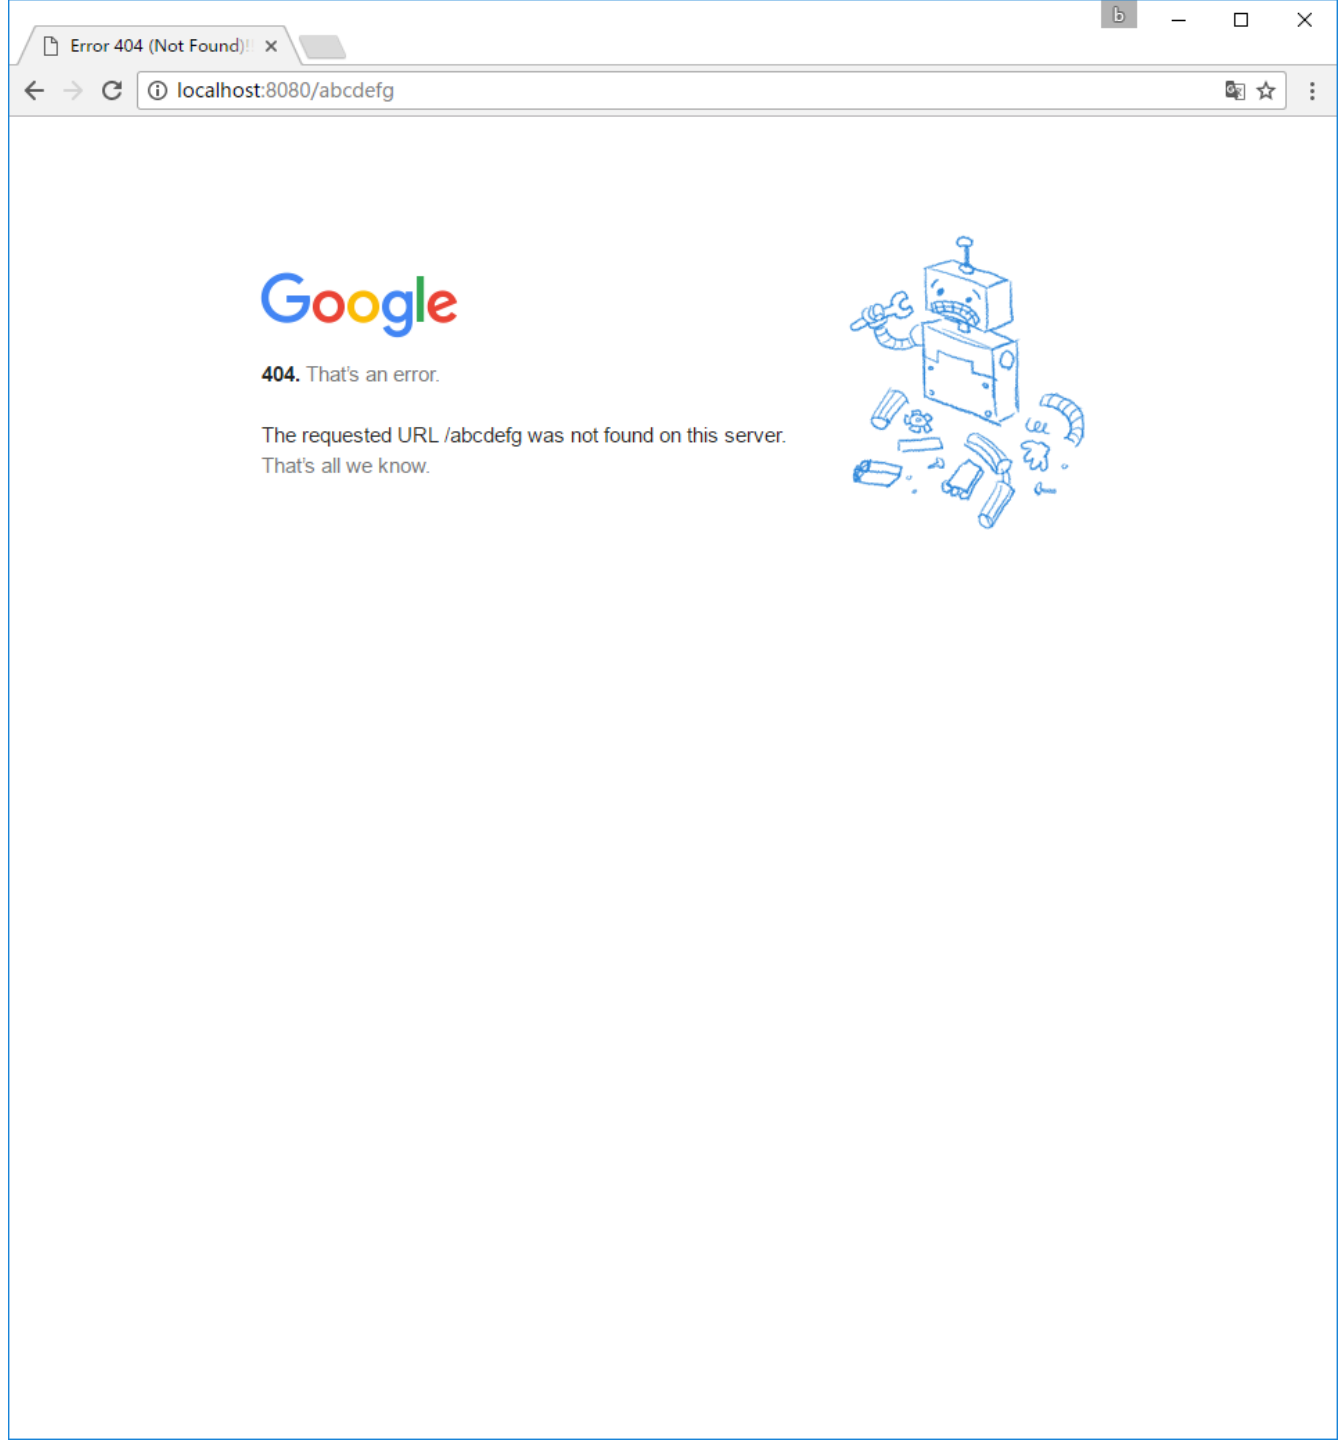 b
Error 404 (Not Found)!!
localhost:8080/abcdefg
Google
404. That's an error.
The requested URL /abcdefg was not found on this server.
That's all we know.